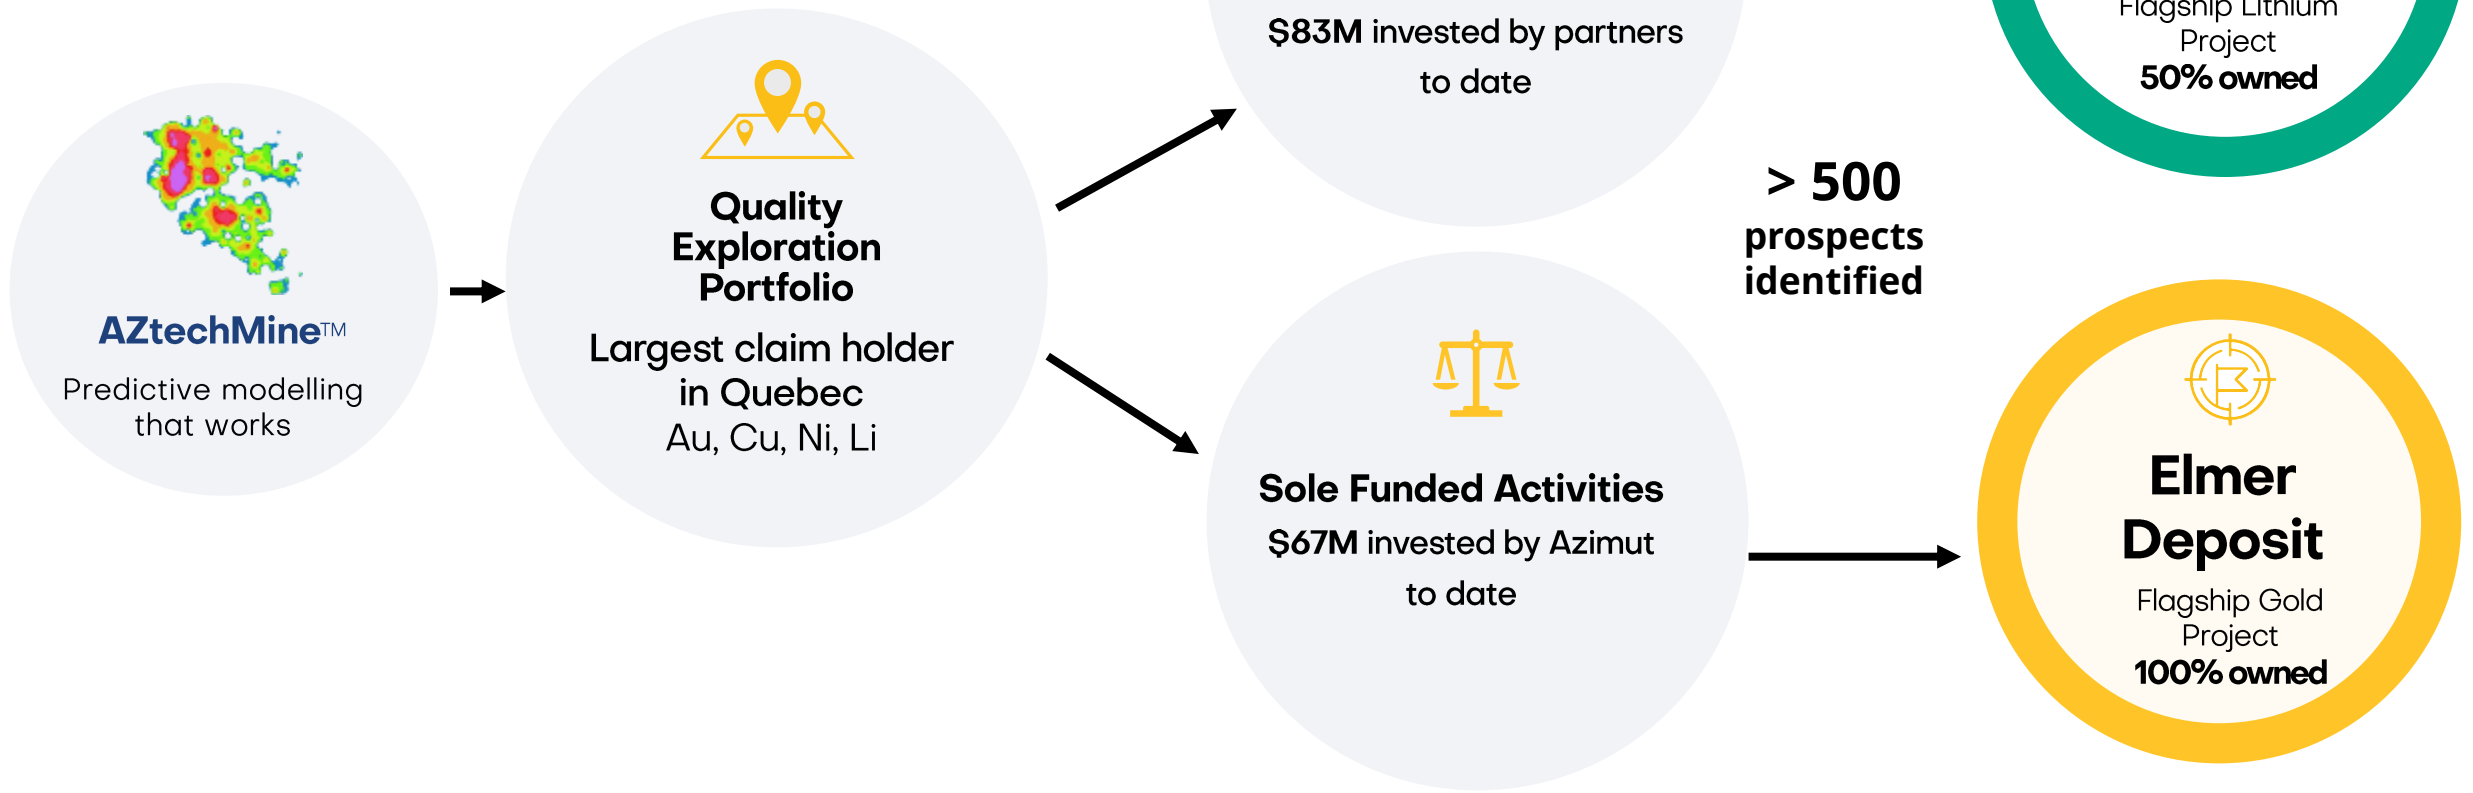 AZtechMine™
Predictive modelling
that works
Quality
Exploration
Portfolio
Largest claim holder
in Quebec
Au, Cu, Ni, Li
$83M invested by partners
to date
Sole Funded Activities
$67M invested by Azimut
to date
> 500
prospects
identified
Flagship Lithium
Project
50% owned
Elmer
Deposit
Flagship Gold
Project
100% owned